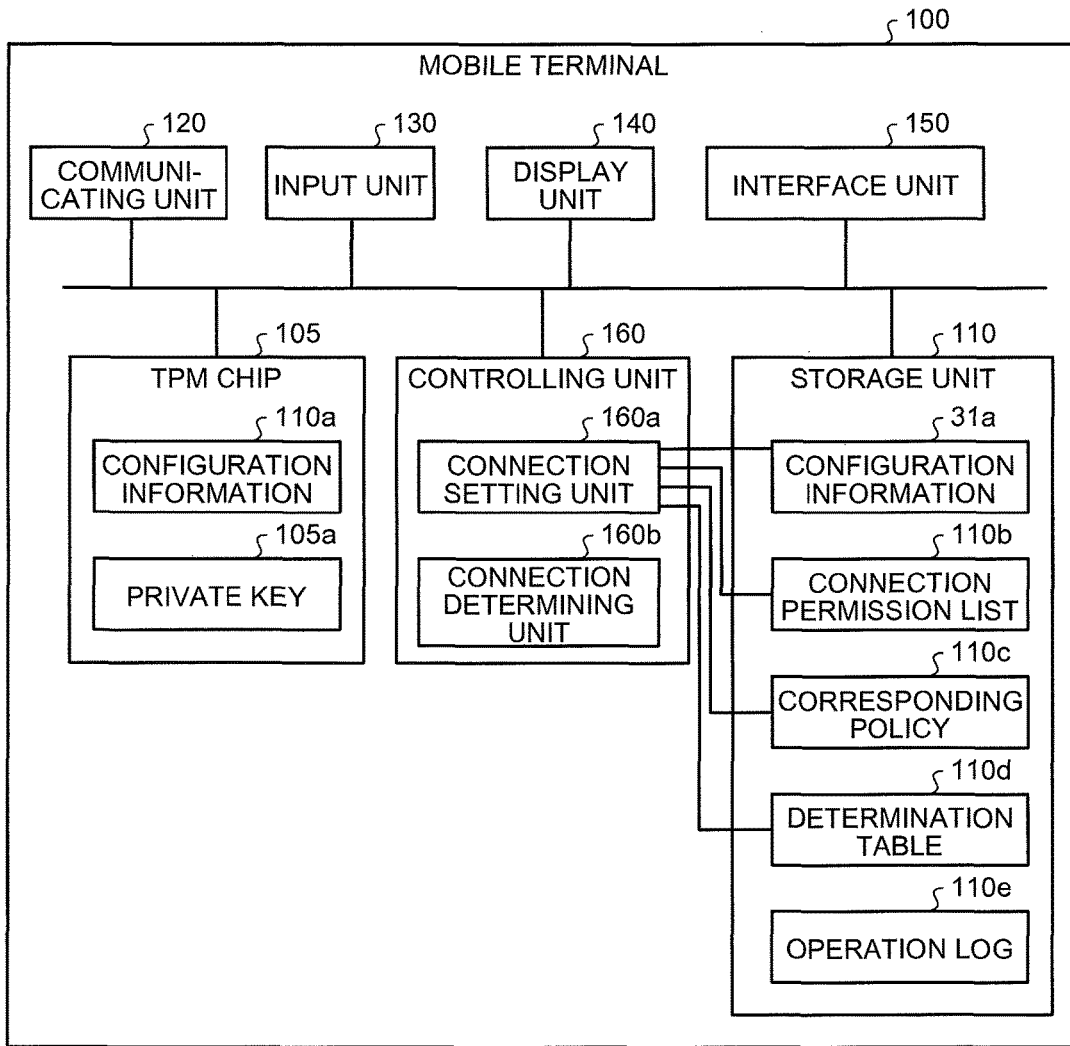 100
MOBILE TERMINAL
120
COMMUNI-
CATING UNIT
130
INPUT UNIT
140
DISPLAY
UNIT
150
INTERFACE UNIT
105
TPM CHIP
110a
CONFIGURATION
INFORMATION
105a
PRIVATE KEY
160
CONTROLLING UNIT
160a
CONNECTION
SETTING UNIT
160b
CONNECTION
DETERMINING
UNIT
110
STORAGE UNIT
31a
CONFIGURATION
INFORMATION
110b
CONNECTION
PERMISSION LIST
110c
CORRESPONDING
POLICY
110d
DETERMINATION
TABLE
110e
OPERATION LOG